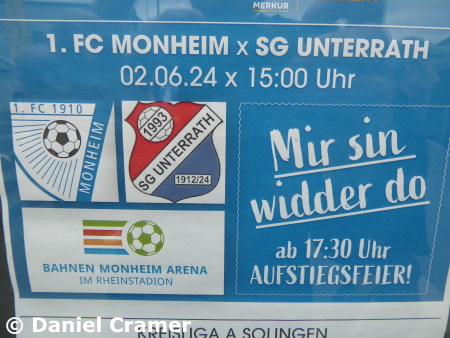 MERKUR
1. FC MONHEIM x SG UNTERRATH
02.06.24 x 15:00 Uhr
1. FC 1910
MONHEIM
1993
SG UNTERRATH
1912/24
Mir sin
widder do
ab 17:30 Uhr
AUFSTIEGSFEIER!
BAHNEN MONHEIM ARENA
IM RHEINSTADION
KREISLIGA A SOLINGEN
© Daniel Cramer